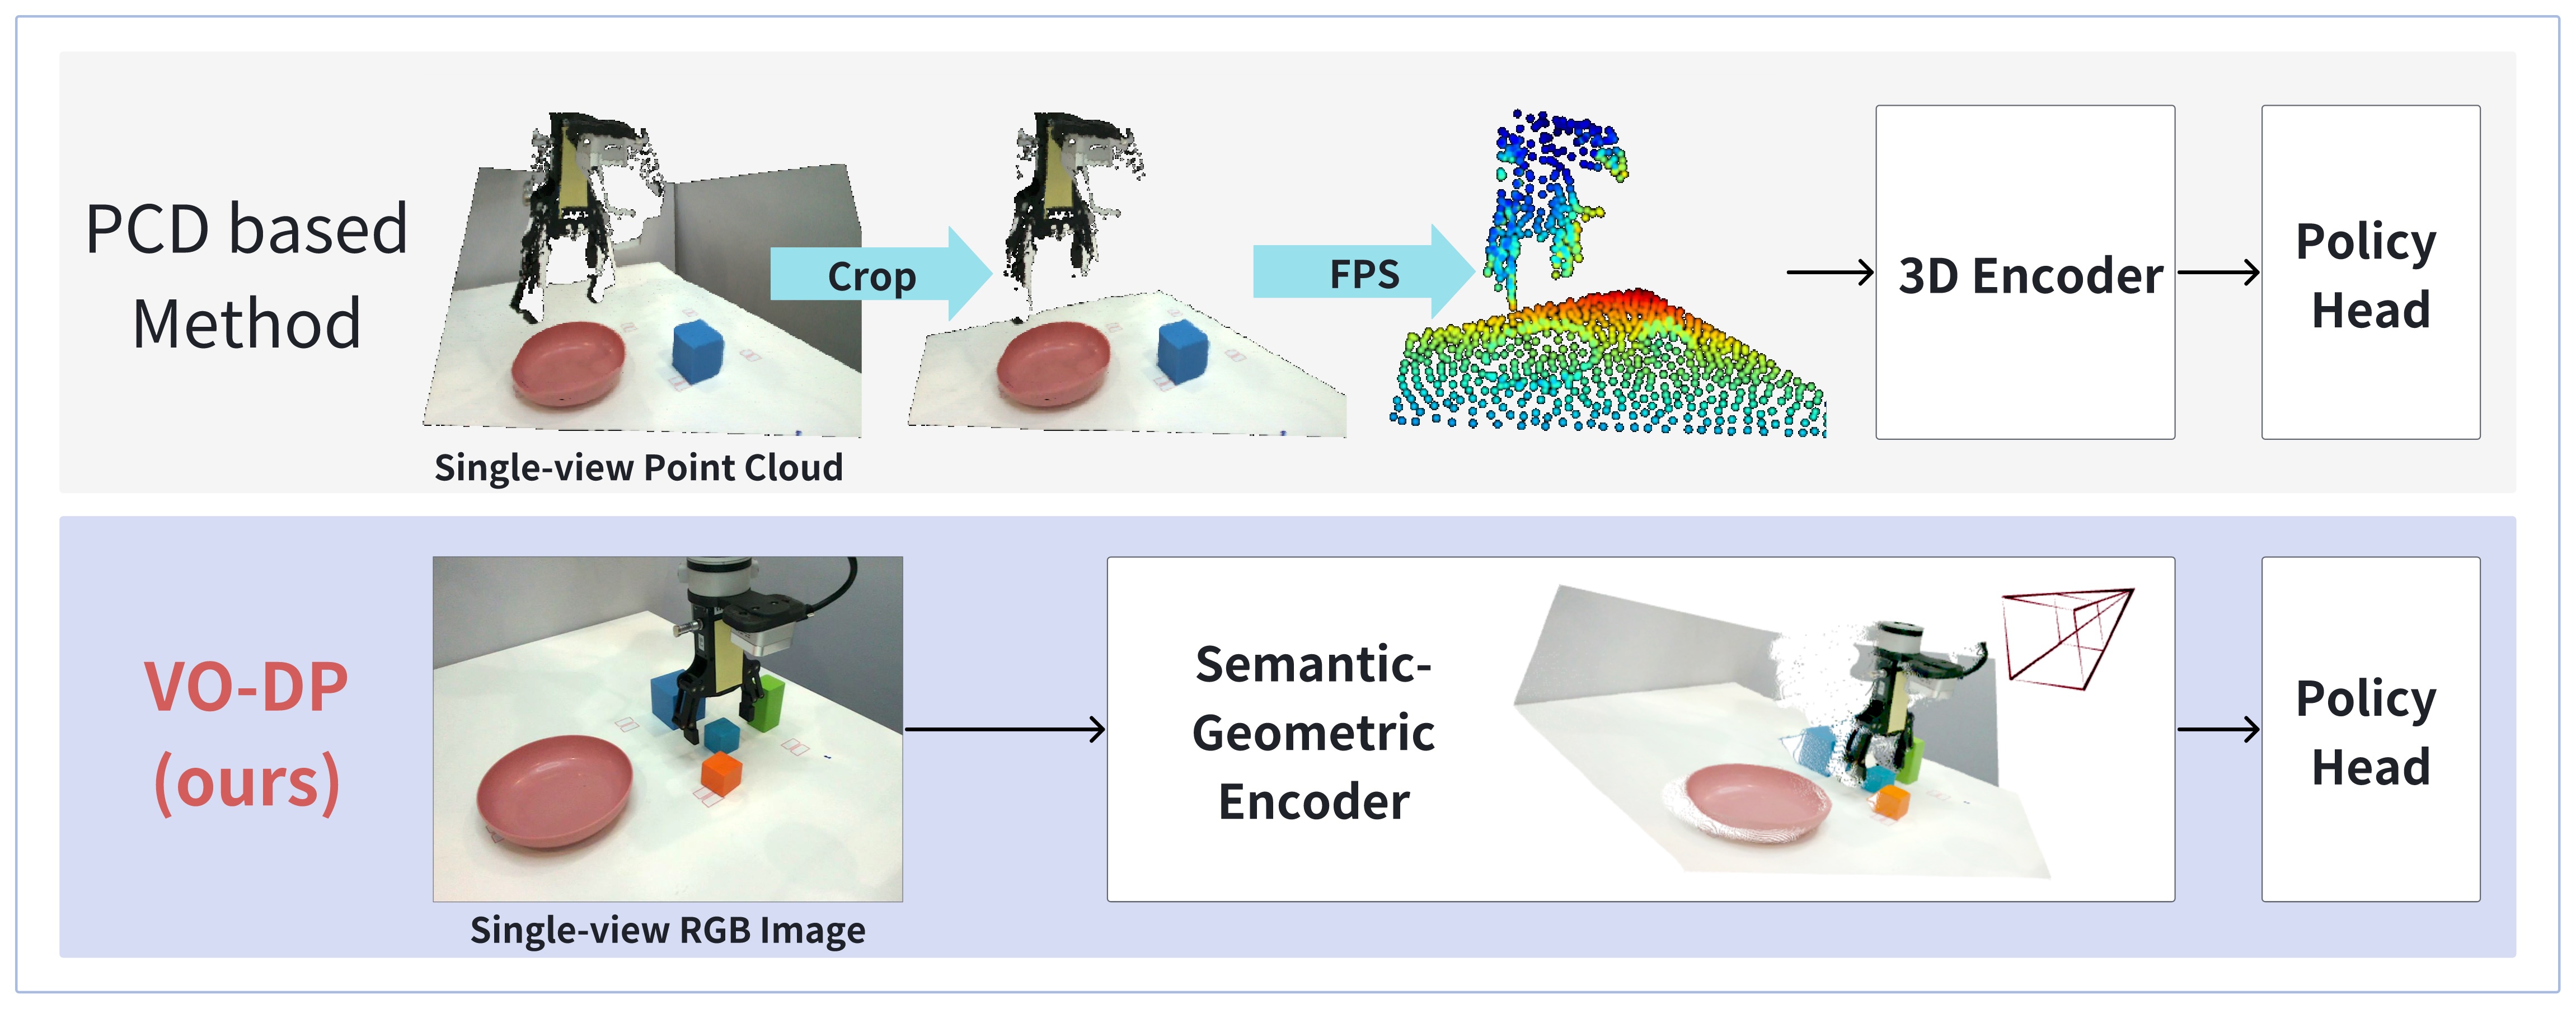 PCD based
Method
Crop
FPS
3D Encoder
Policy
Head
Single-view Point Cloud
VO-DP
(ours)
Semantic-
Geometric
Encoder
Policy
Head
Single-view RGB Image